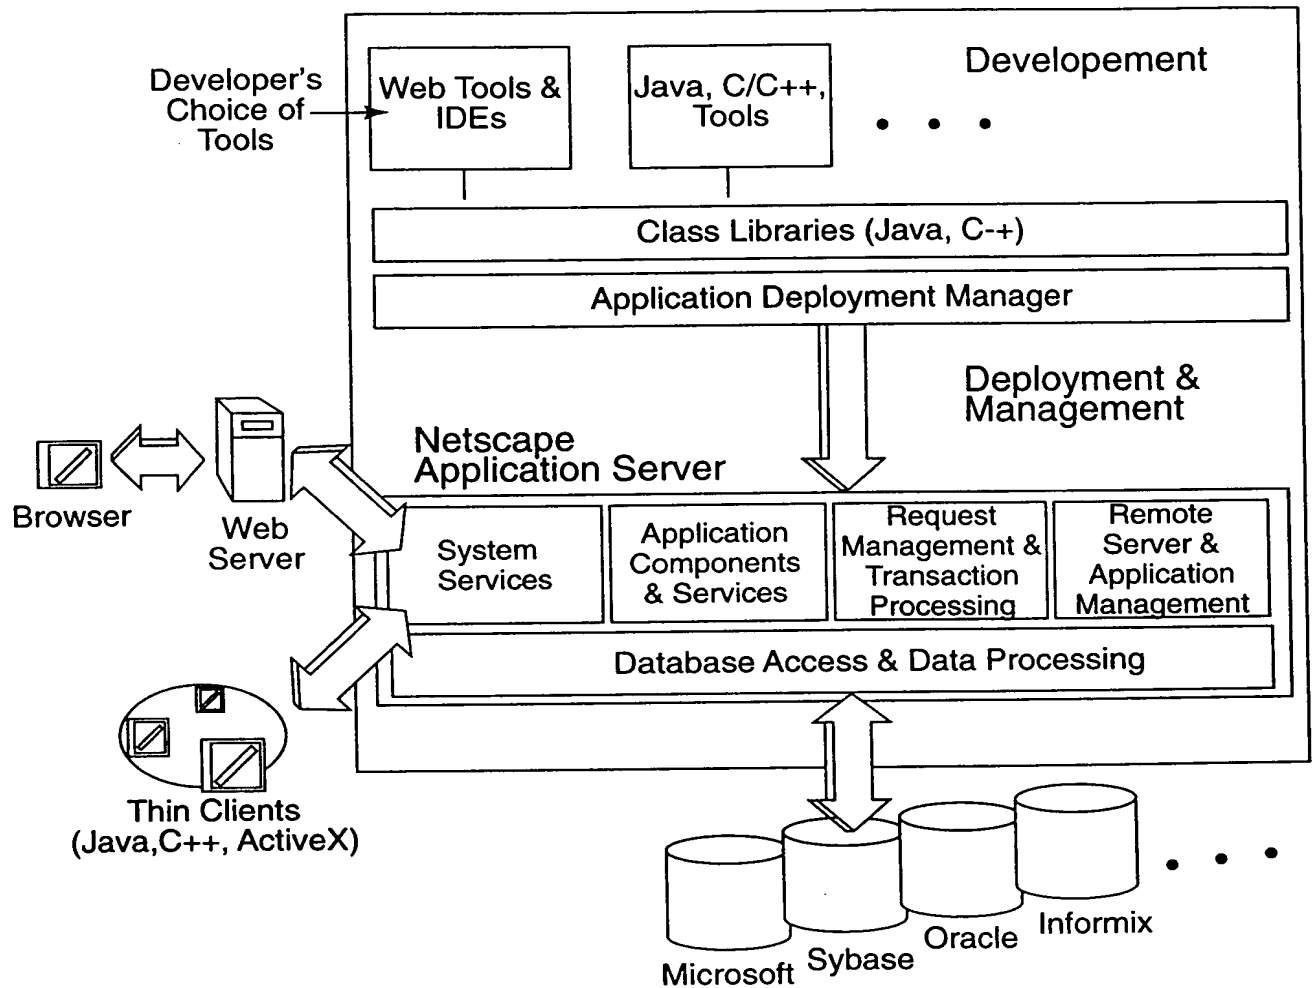 Developement
Developer's
Choice of
Tools
Web Tools &
IDEs
Java, C/C++,
Tools
Class Libraries (Java, C-+)
Application Deployment Manager
Deployment &
Management
Netscape
Application Server
Browser
Web
Server
System
Services
Application
Components
& Services
Request
Management &
Transaction
Processing
Remote
Server &
Application
Management
Database Access & Data Processing
Thin Clients
(Java,C++, ActiveX)
Microsoft
Sybase
Oracle
Informix